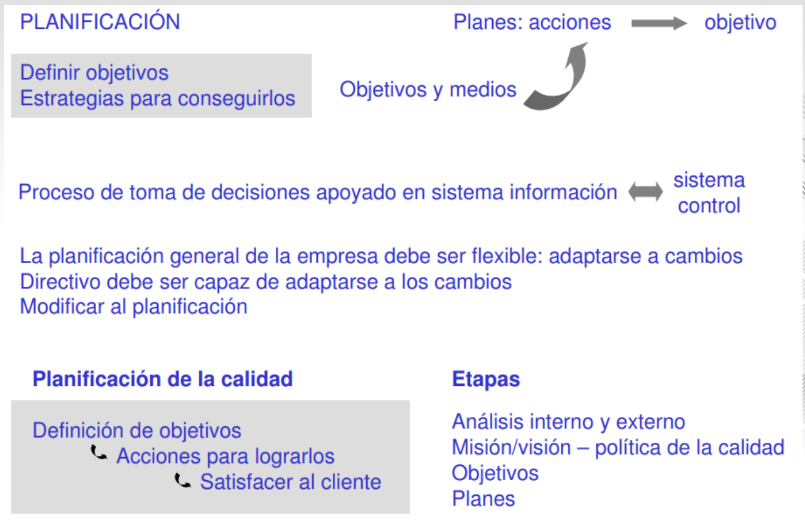 PLANIFICACIÓN
Planes: acciones
objetivo
Definir objetivos
Estrategias para conseguirlos
Objetivos y medios
Proceso de toma de decisiones apoyado en sistema información
sistema
control
La planificación general de la empresa debe ser flexible: adaptarse a cambios
Directivo debe ser capaz de adaptarse a los cambios
Modificar al planificación
Planificación de la calidad
Definición de objetivos
Acciones para lograrlos
Satisfacer al cliente
Etapas
Análisis interno y externo
Misión/visión – política de la calidad
Objetivos
Planes